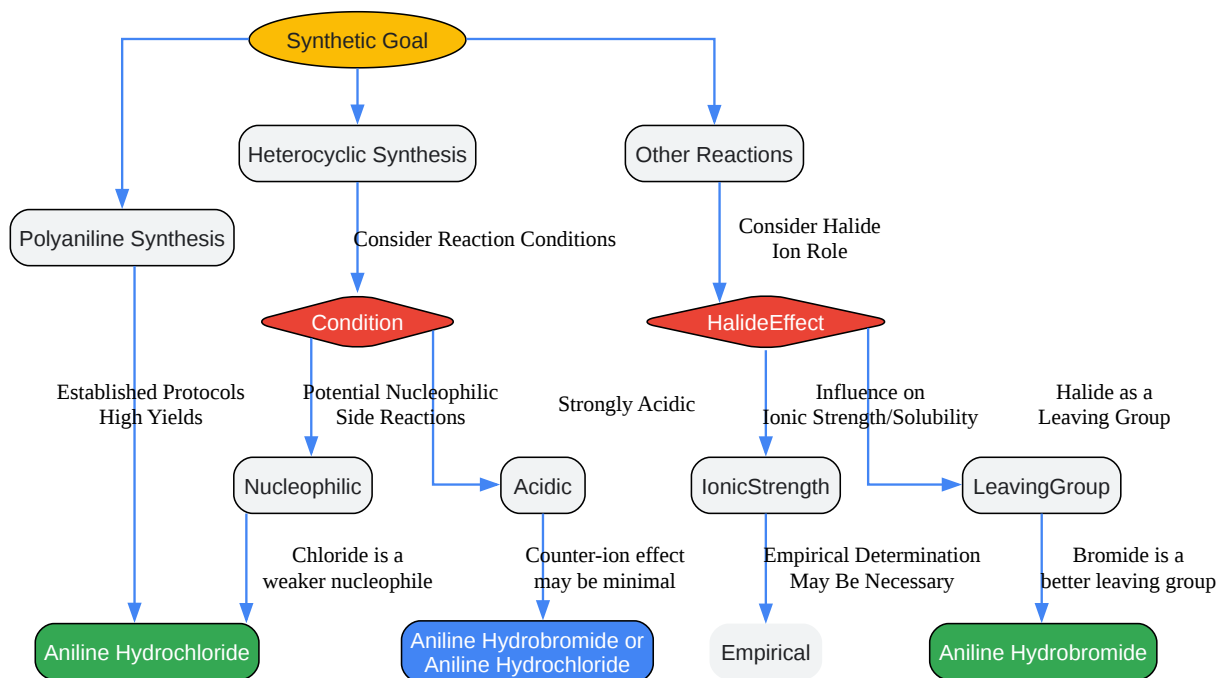 Synthetic Goal
Heterocyclic Synthesis
Other Reactions
Polyaniline Synthesis
Consider Reaction Conditions
Consider Halide
Ion Role
Condition
HalideEffect
Established Protocols
High Yields
Potential Nucleophilic
Side Reactions
Strongly Acidic
Influence on
Ionic Strength/Solubility
Halide as a
Leaving Group
Nucleophilic
Acidic
IonicStrength
LeavingGroup
Chloride is a
weaker nucleophile
Counter-ion effect
may be minimal
Empirical Determination
May Be Necessary
Bromide is a
better leaving group
Aniline Hydrochloride
Aniline Hydrobromide or
Aniline Hydrochloride
Empirical
Aniline Hydrobromide